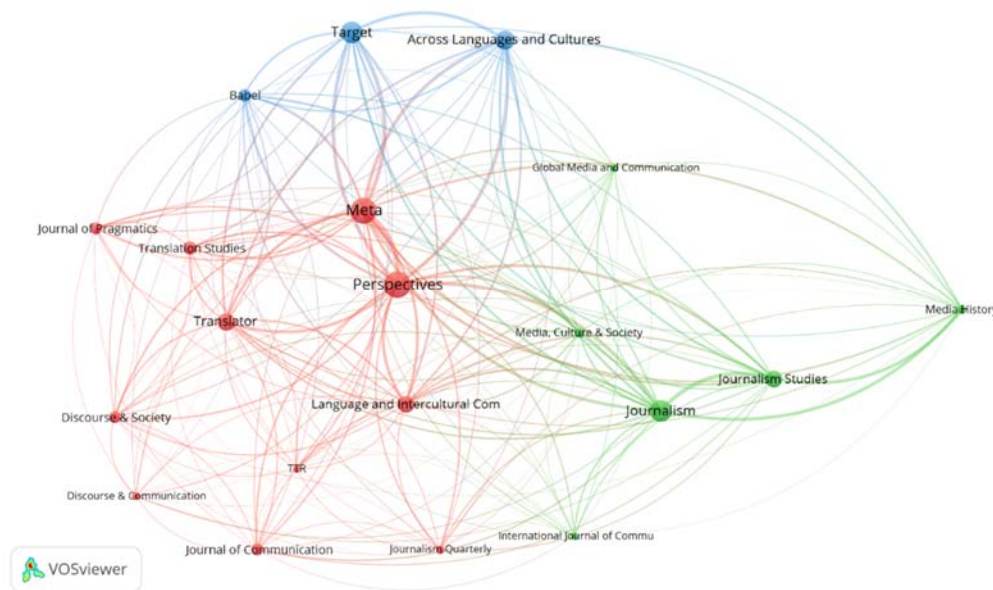 Target
Across Languages and Cultures
Babel
Global Media and Communication
Meta
Journal of Pragmatics
Translation Studies
Perspectives
Media History
Translator
Media, Culture & Society
Journalism Studies
Language and Intercultural Com
Journalism
Discourse & Society
TTR
Discourse & Communication
International Journal of Commu
Journal of Communication
Journalism Quarterly
VOSviewer